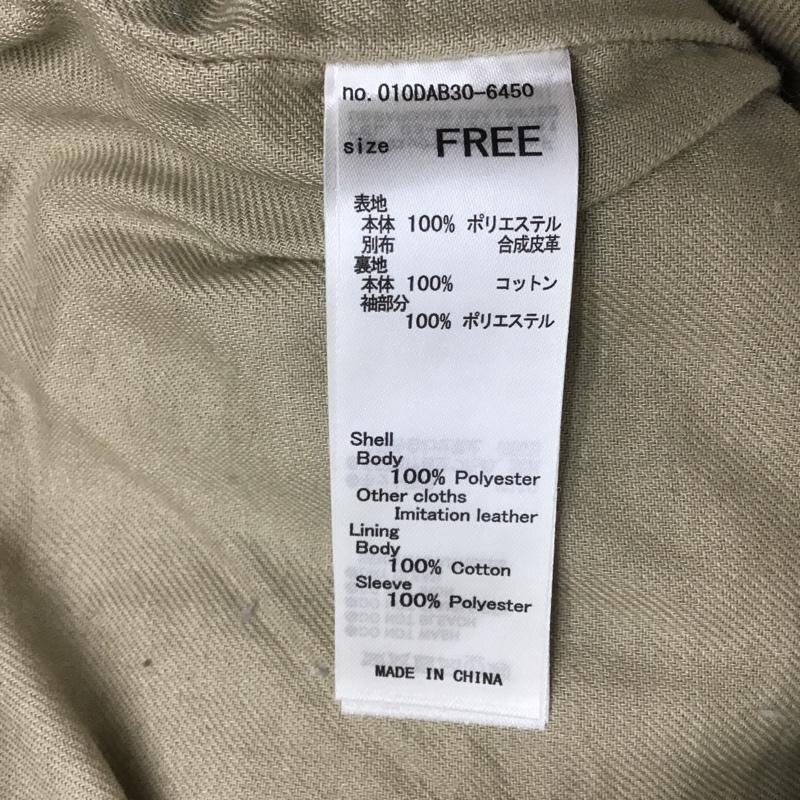 no. 010DAB30-6450
size FREE
表地
本体 100% ポリエステル
別布 合成皮革
裏地
本体 100% コットン
袖部分
100% ポリエステル
Shell
Body
100% Polyester
Other cloths
Imitation leather
Lining
Body
100% Cotton
Sleeve
100% Polyester
MADE IN CHINA